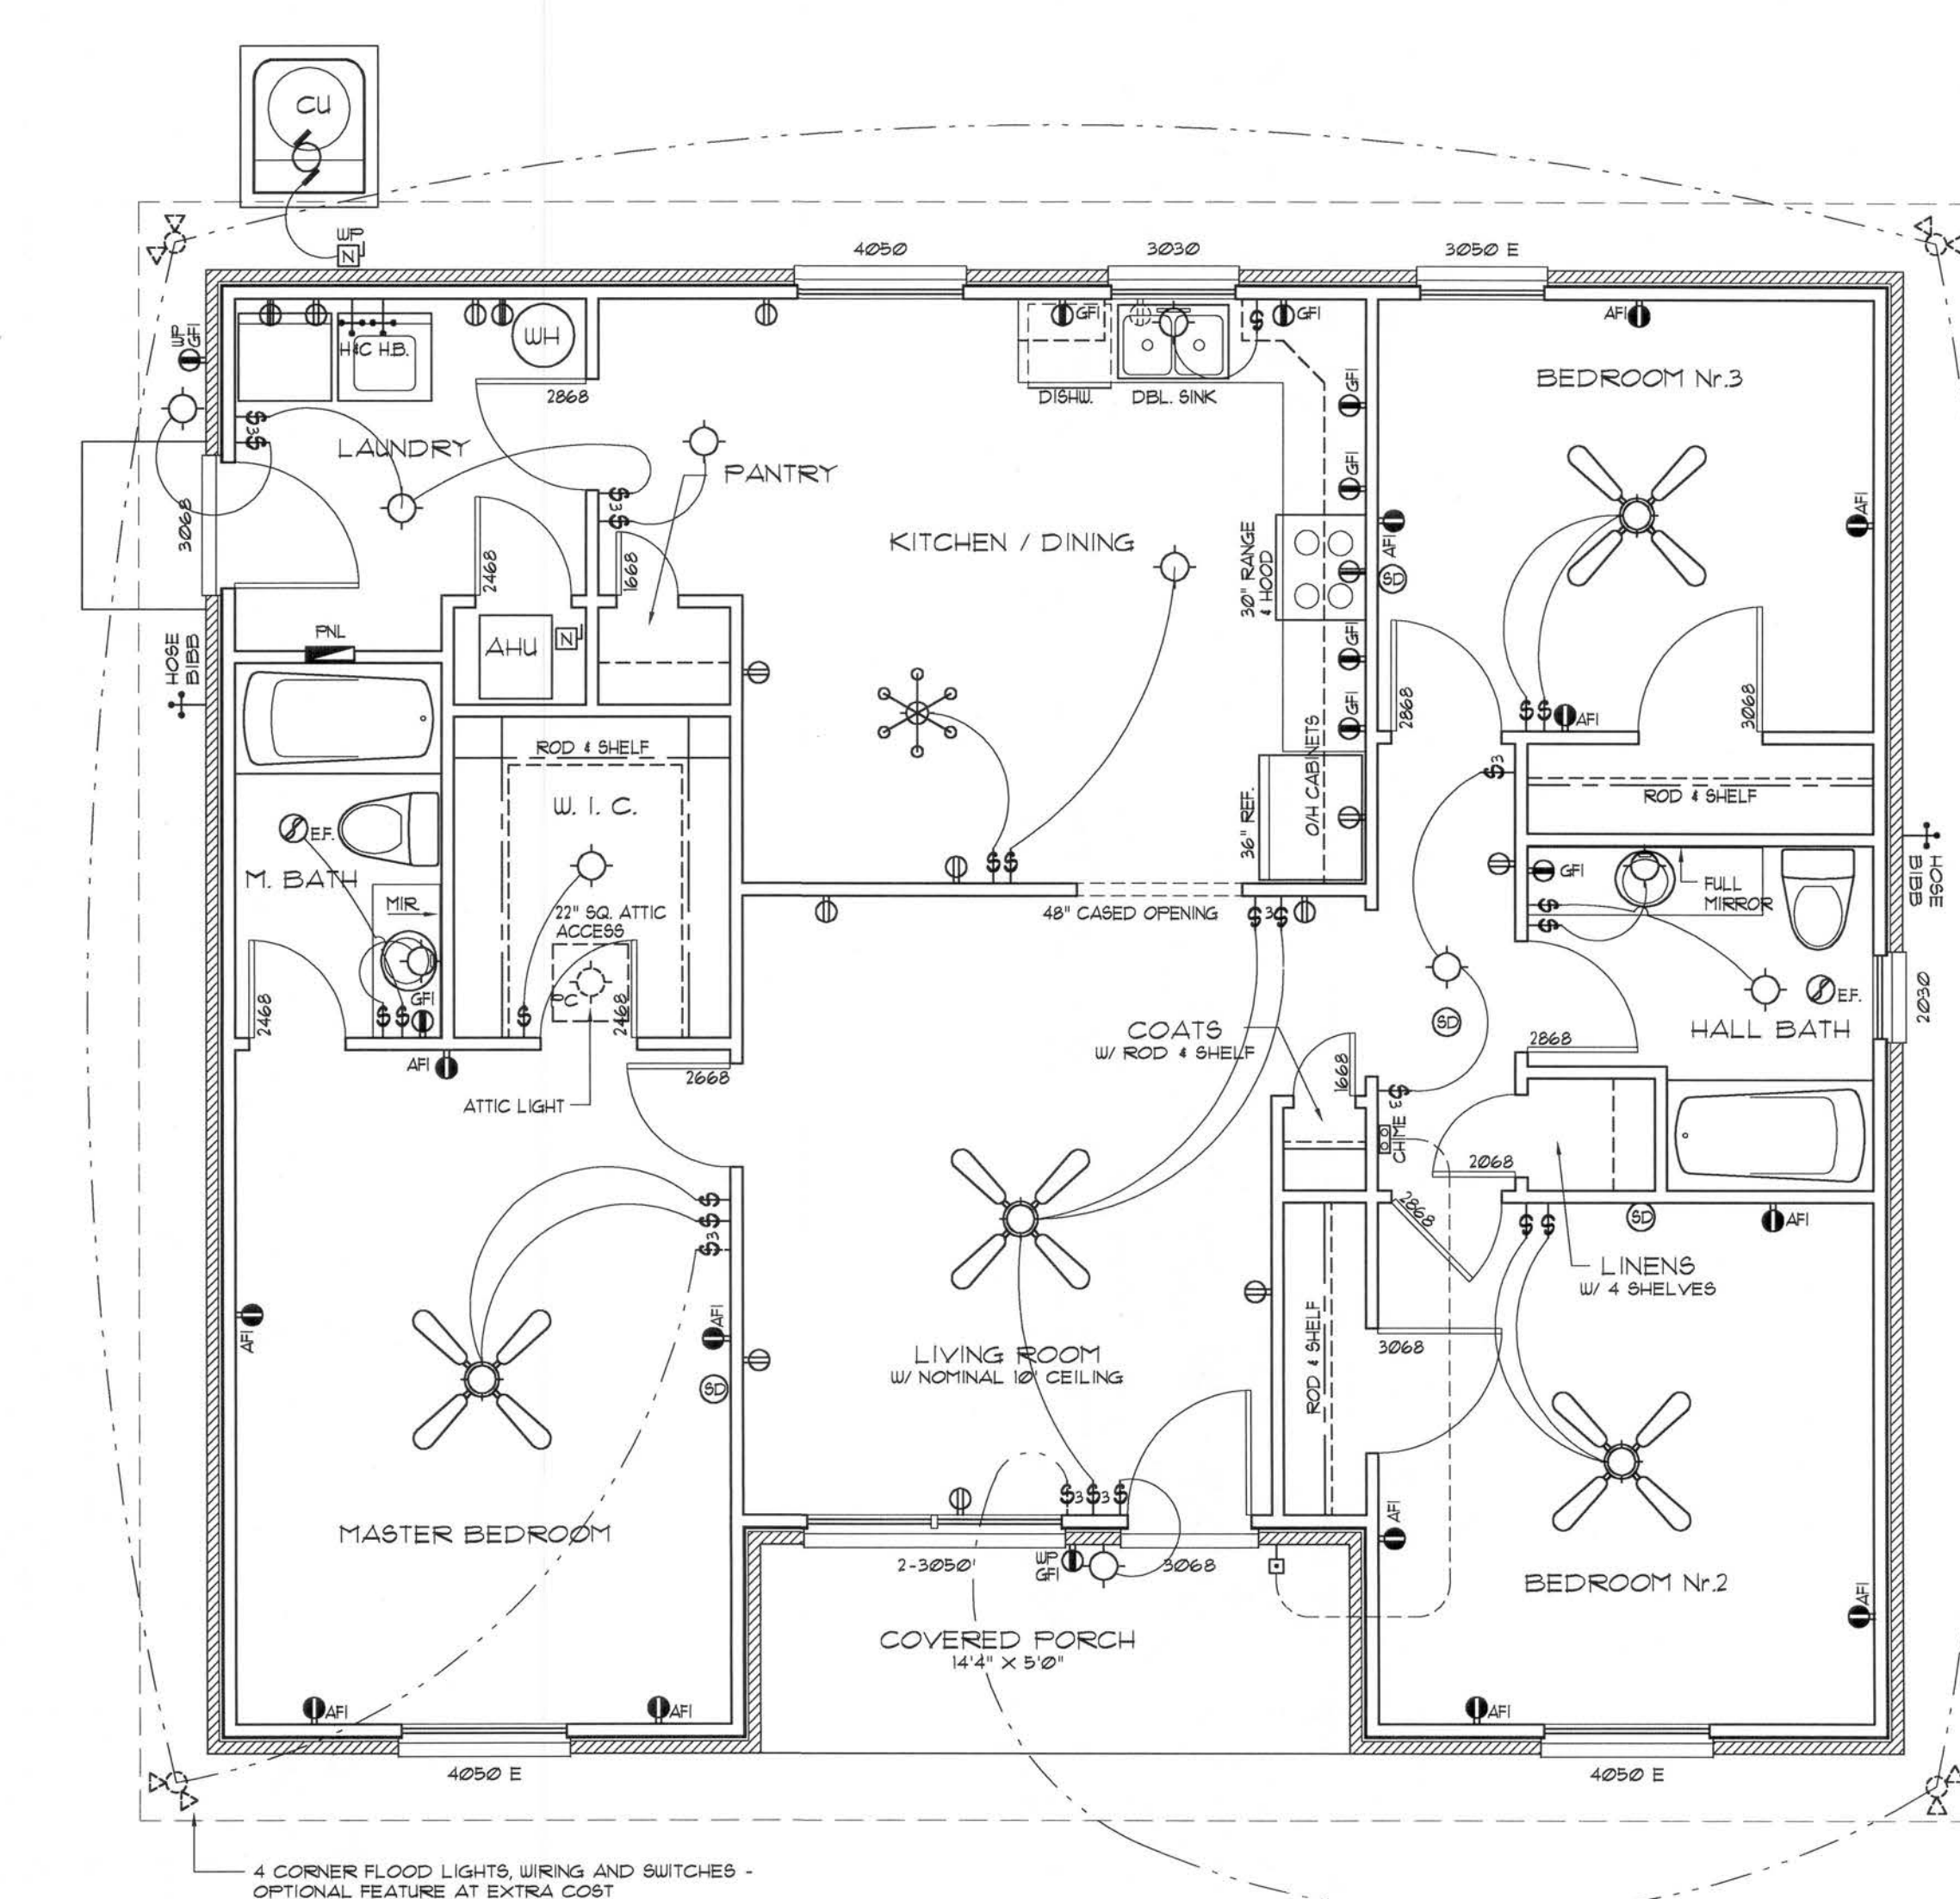 CU
WP
N
4050
3030
3050 E
WP
GFI
H&C H.B.
WH
GFI
GFI
AFI
DISHW.
DBL. SINK
2868
BEDROOM Nr.3
GFI
LAUNDRY
PANTRY
GFI
3068
KITCHEN / DINING
AFI
AFI
2468
1668
30" RANGE
& HOOD
SD
HOSE
BIBB
PNL
AHU
N
GFI
GFI
2868
3068
AFI
ROD & SHELF
O/H CABINETS
3
ROD & SHELF
W. I. C.
36" REF.
E.F.
HOSE
BIBB
M. BATH
MIR.
GFI
FULL
MIRROR
22" SQ. ATTIC
ACCESS
48" CASED OPENING
3
2468
GFI
PC
2468
E.F.
2030
COATS
W/ ROD & SHELF
SD
HALL BATH
2868
AFI
2668
1668
ATTIC LIGHT
3
CHIME
2068
2868
SD
AFI
3
LINENS
W/ 4 SHELVES
AFI
AFI
SD
LIVING ROOM
W/ NOMINAL 10' CEILING
ROD & SHELF
3068
3
3
AFI
MASTER BEDROOM
2-3050
WP
GFI
3068
BEDROOM Nr.2
AFI
COVERED PORCH
14'4" X 5'0"
AFI
AFI
AFI
4050 E
4050 E
4 CORNER FLOOD LIGHTS, WIRING AND SWITCHES -
OPTIONAL FEATURE AT EXTRA COST